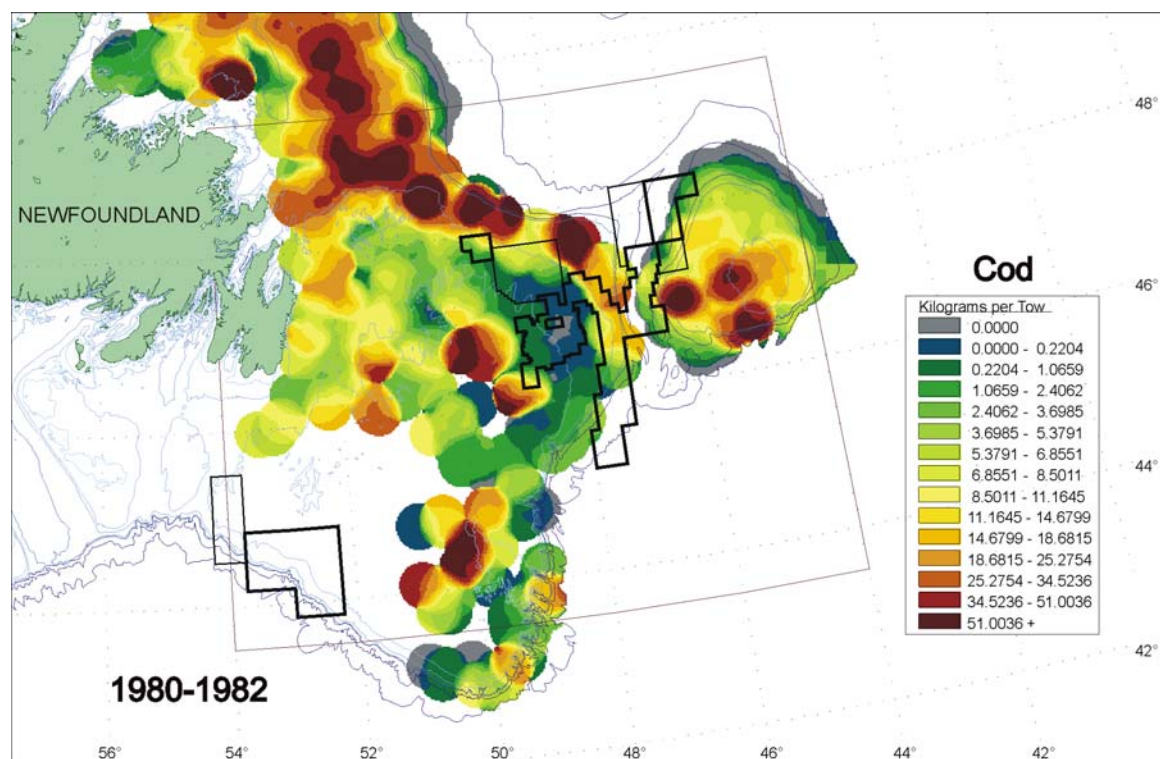 48°
NEWFOUNDLAND
46°
Cod
Kilograms per Tow
0.0000
0.0000 - 0.2204
0.2204 - 1.0659
1.0659 - 2.4062
2.4062 - 3.6985
3.6985 - 5.3791
5.3791 - 6.8551
6.8551 - 8.5011
8.5011 - 11.1645
11.1645 - 14.6799
14.6799 - 18.6815
18.6815 - 25.2754
25.2754 - 34.5236
34.5236 - 51.0036
51.0036 +
44°
42°
1980-1982
56° 54° 52° 50° 48° 46° 44° 42°